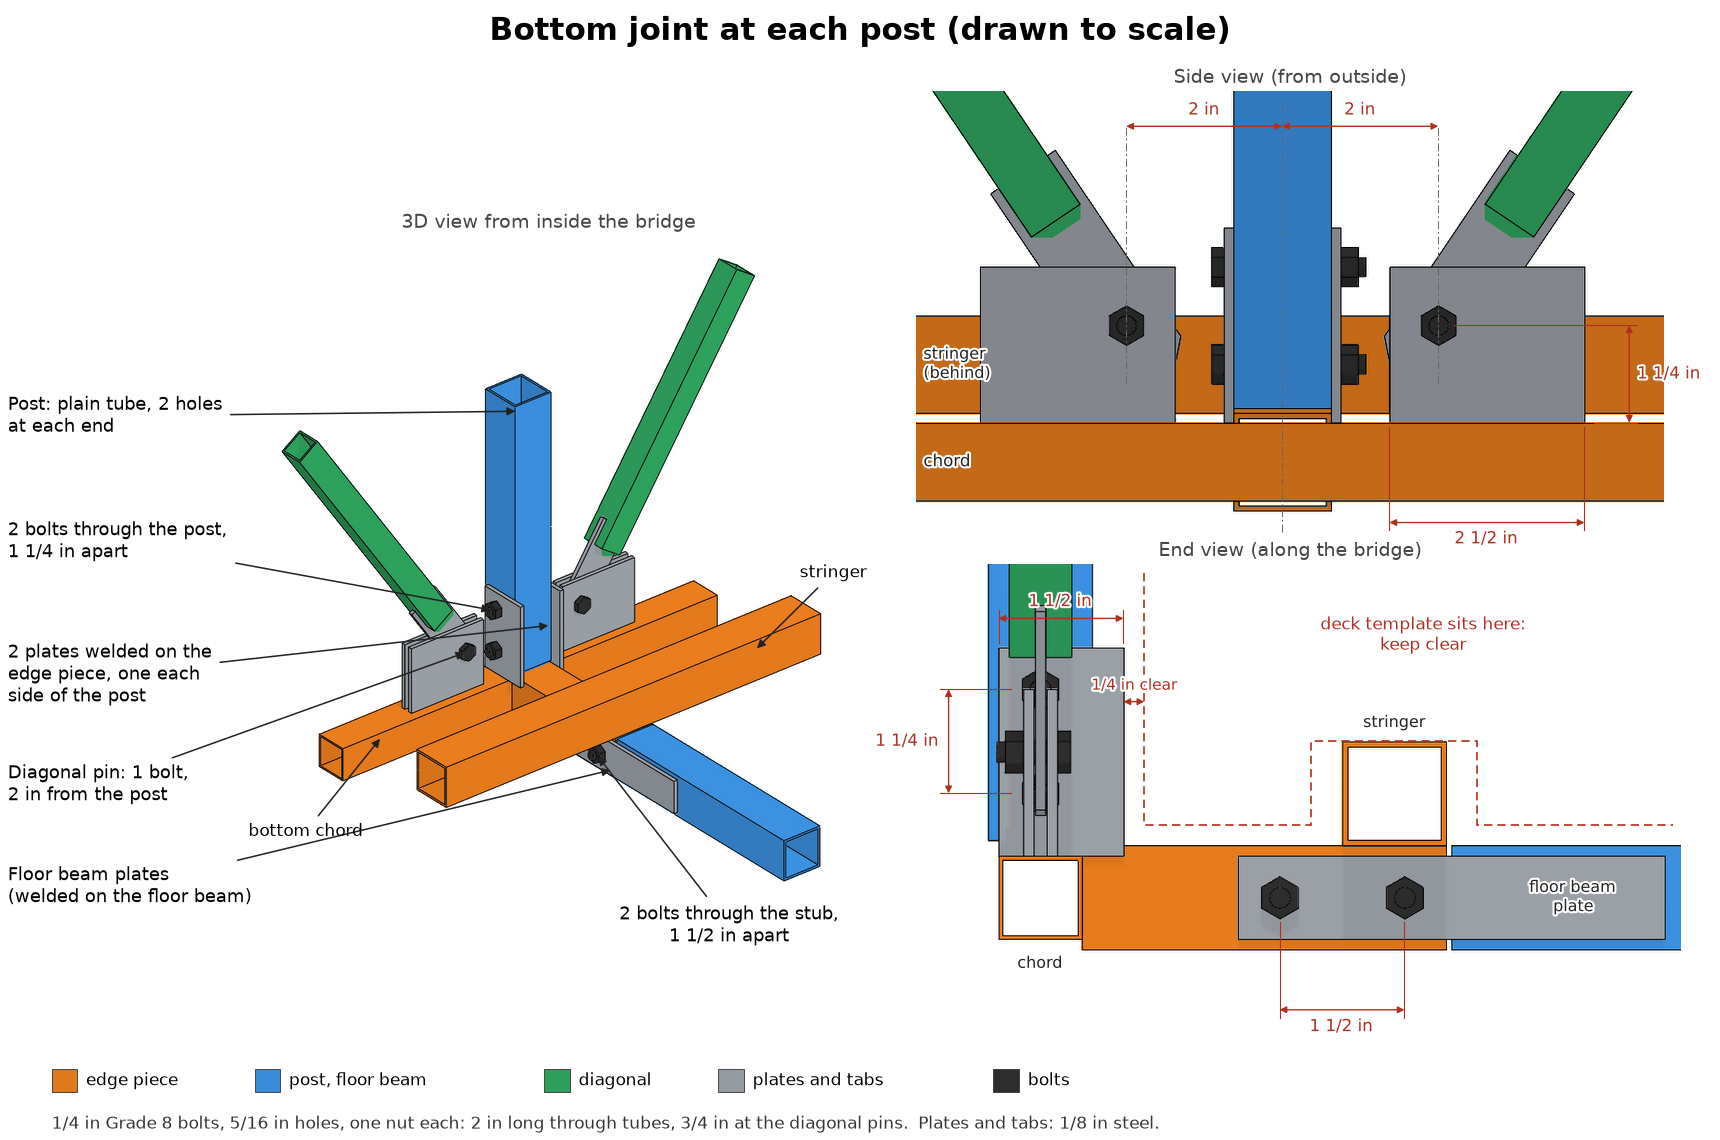 Bottom joint at each post (drawn to scale)
Side view (from outside)
2 in
2 in
3D view from inside the bridge
stringer
(behind)
1 1/4 in
Post: plain tube, 2 holes
at each end
chord
2 bolts through the post,
1 1/4 in apart
2 1/2 in
End view (along the bridge)
stringer
1 1/2 in
deck template sits here:
keep clear
2 plates welded on the
edge piece, one each
side of the post
1/4 in clear
stringer
1 1/4 in
Diagonal pin: 1 bolt,
2 in from the post
bottom chord
Floor beam plates
(welded on the floor beam)
floor beam
plate
2 bolts through the stub,
1 1/2 in apart
chord
1 1/2 in
edge piece
post, floor beam
diagonal
plates and tabs
bolts
1/4 in Grade 8 bolts, 5/16 in holes, one nut each: 2 in long through tubes, 3/4 in at the diagonal pins.  Plates and tabs: 1/8 in steel.